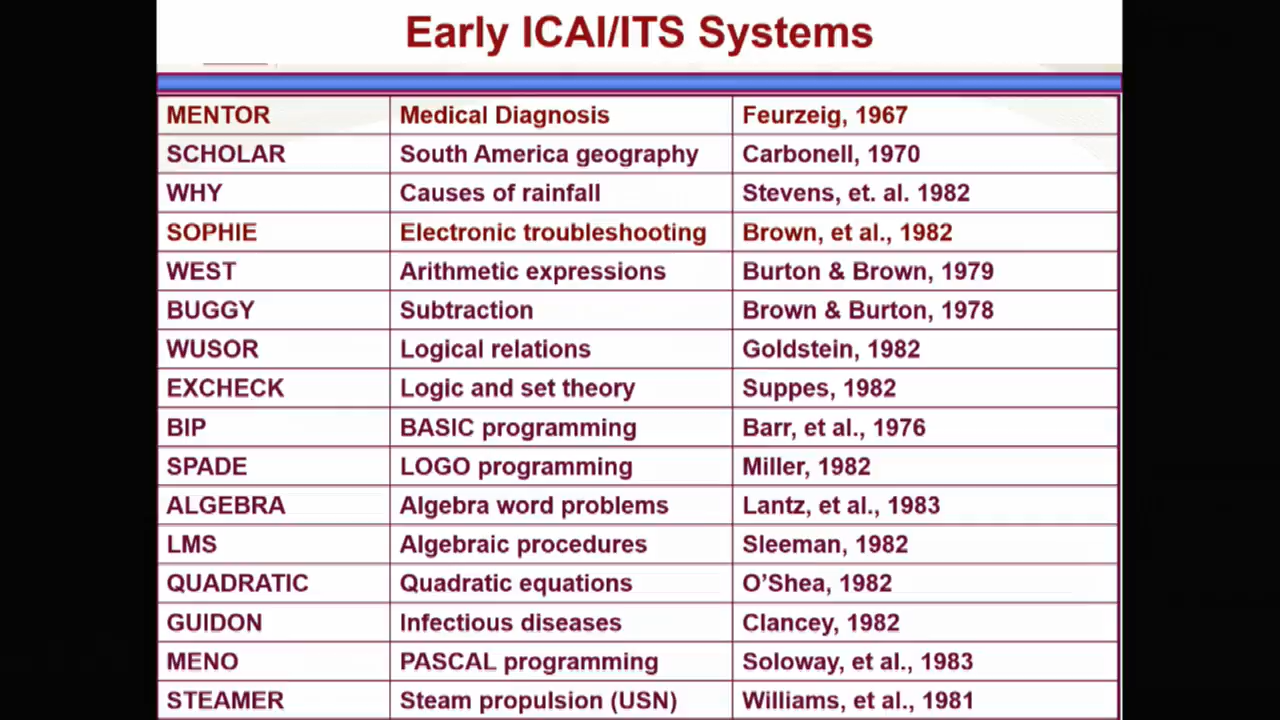 Early ICAI/ITS Systems
MENTOR Medical Diagnosis Feurzeig, 1967
SCHOLAR South America geography Carbonell, 1970
WHY Causes of rainfall Stevens, et. al. 1982
SOPHIE Electronic troubleshooting Brown, et al., 1982
WEST Arithmetic expressions Burton & Brown, 1979
BUGGY Subtraction Brown & Burton, 1978
WUSOR Logical relations Goldstein, 1982
EXCHECK Logic and set theory Suppes, 1982
BIP BASIC programming Barr, et al., 1976
SPADE LOGO programming Miller, 1982
ALGEBRA Algebra word problems Lantz, et al., 1983
LMS Algebraic procedures Sleeman, 1982
QUADRATIC Quadratic equations O’Shea, 1982
GUIDON Infectious diseases Clancey, 1982
MENO PASCAL programming Soloway, et al., 1983
STEAMER Steam propulsion (USN) Williams, et al., 1981